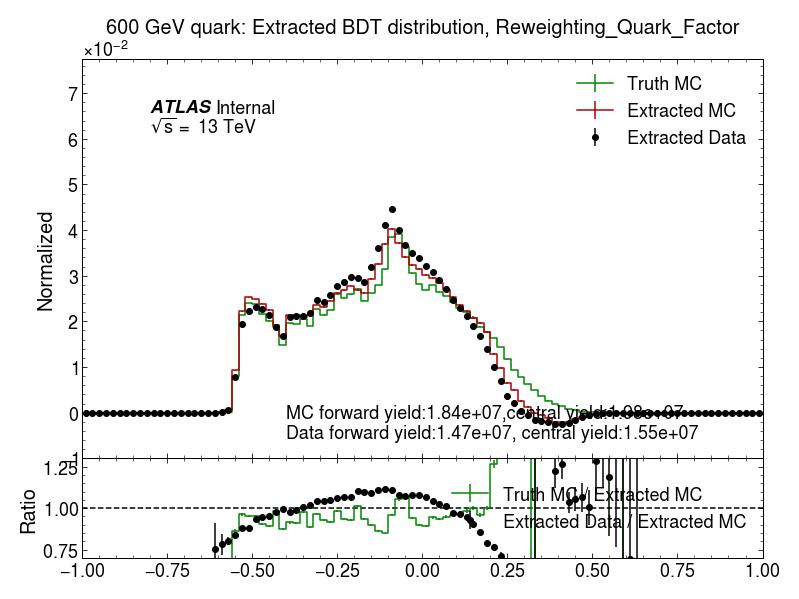 600 GeV quark: Extracted BDT distribution, Reweighting_Quark_Factor
×10⁻²
ATLAS Internal
√s = 13 TeV
Truth MC
Extracted MC
Extracted Data
Normalized
7
6
5
4
3
2
1
0
1
MC forward yield:1.84e+07,central yield:1.98e+07
Data forward yield:1.47e+07, central yield:1.55e+07
Ratio
1.25
1.00
0.75
Truth MC / Extracted MC
Extracted Data / Extracted MC
−1.00 −0.75 −0.50 −0.25 0.00 0.25 0.50 0.75 1.00